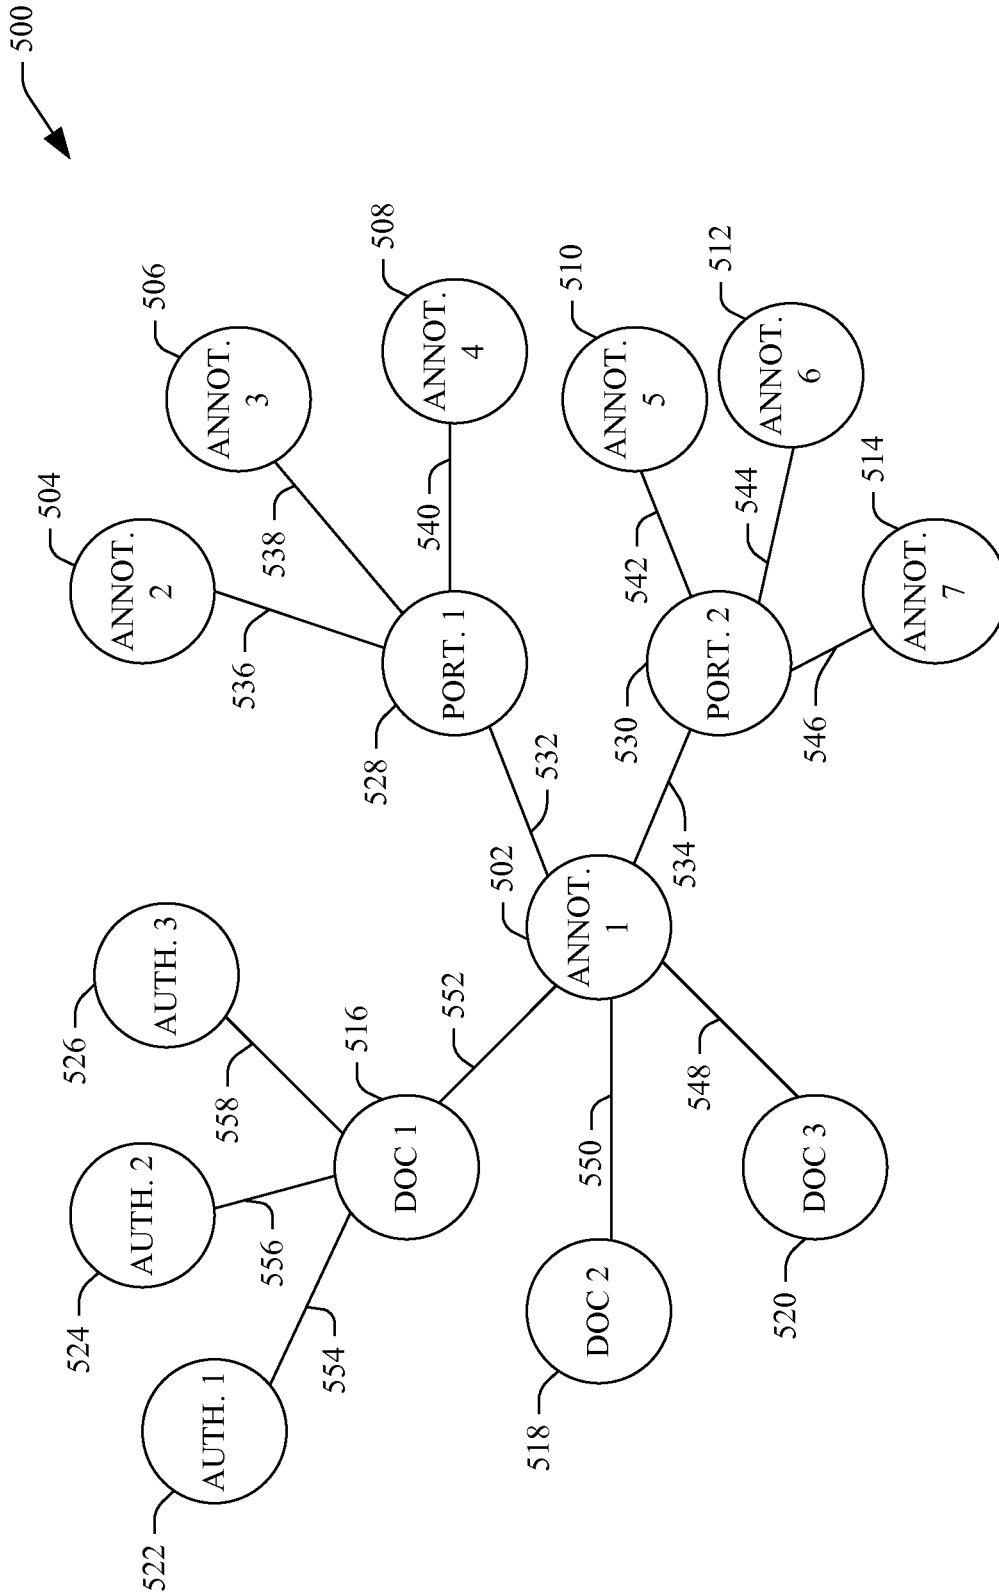 500
522
AUTH. 1
524
AUTH. 2
526
AUTH. 3
504
ANNOT.
2
506
ANNOT.
3
508
ANNOT.
4
554
556
558
536
538
540
DOC 1
516
528
PORT. 1
552
532
518
DOC 2
550
502
ANNOT.
1
548
534
520
DOC 3
530
PORT. 2
542
544
546
510
ANNOT.
5
512
ANNOT.
6
514
ANNOT.
7